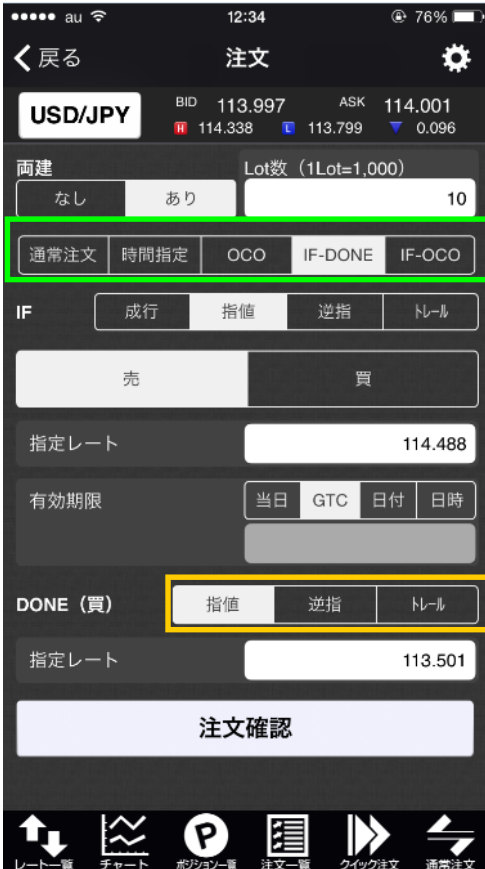 au 12:34 76%
戻る 注文
USD/JPY BID 113.997 ASK 114.001
H 114.338 L 113.799 ▼ 0.096
両建 Lot数（1Lot=1,000）
なし あり 10
通常注文 時間指定 OCO IF-DONE IF-OCO
IF 成行 指値 逆指 ﾄﾚｰﾙ
売 買
指定レート 114.488
有効期限 当日 GTC 日付 日時
DONE（買） 指値 逆指 ﾄﾚｰﾙ
指定レート 113.501
注文確認
レート一覧 チャート ポジション一覧 注文一覧 クイック注文 通常注文